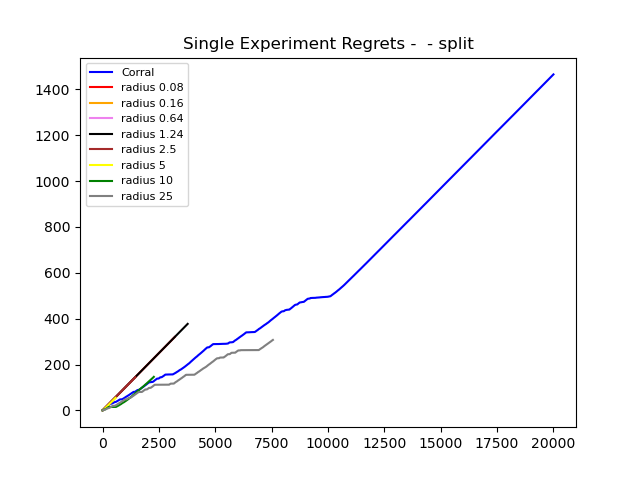 Single Experiment Regrets -  - split
Corral
radius 0.08
radius 0.16
radius 0.64
radius 1.24
radius 2.5
radius 5
radius 10
radius 25
1400
1200
1000
800
600
400
200
0
0 2500 5000 7500 10000 12500 15000 17500 20000